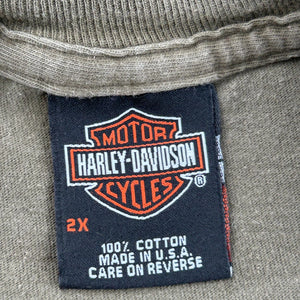 MOTOR
HARLEY-DAVIDSON
CYCLES
®
2X
100% COTTON
MADE IN U.S.A.
CARE ON REVERSE